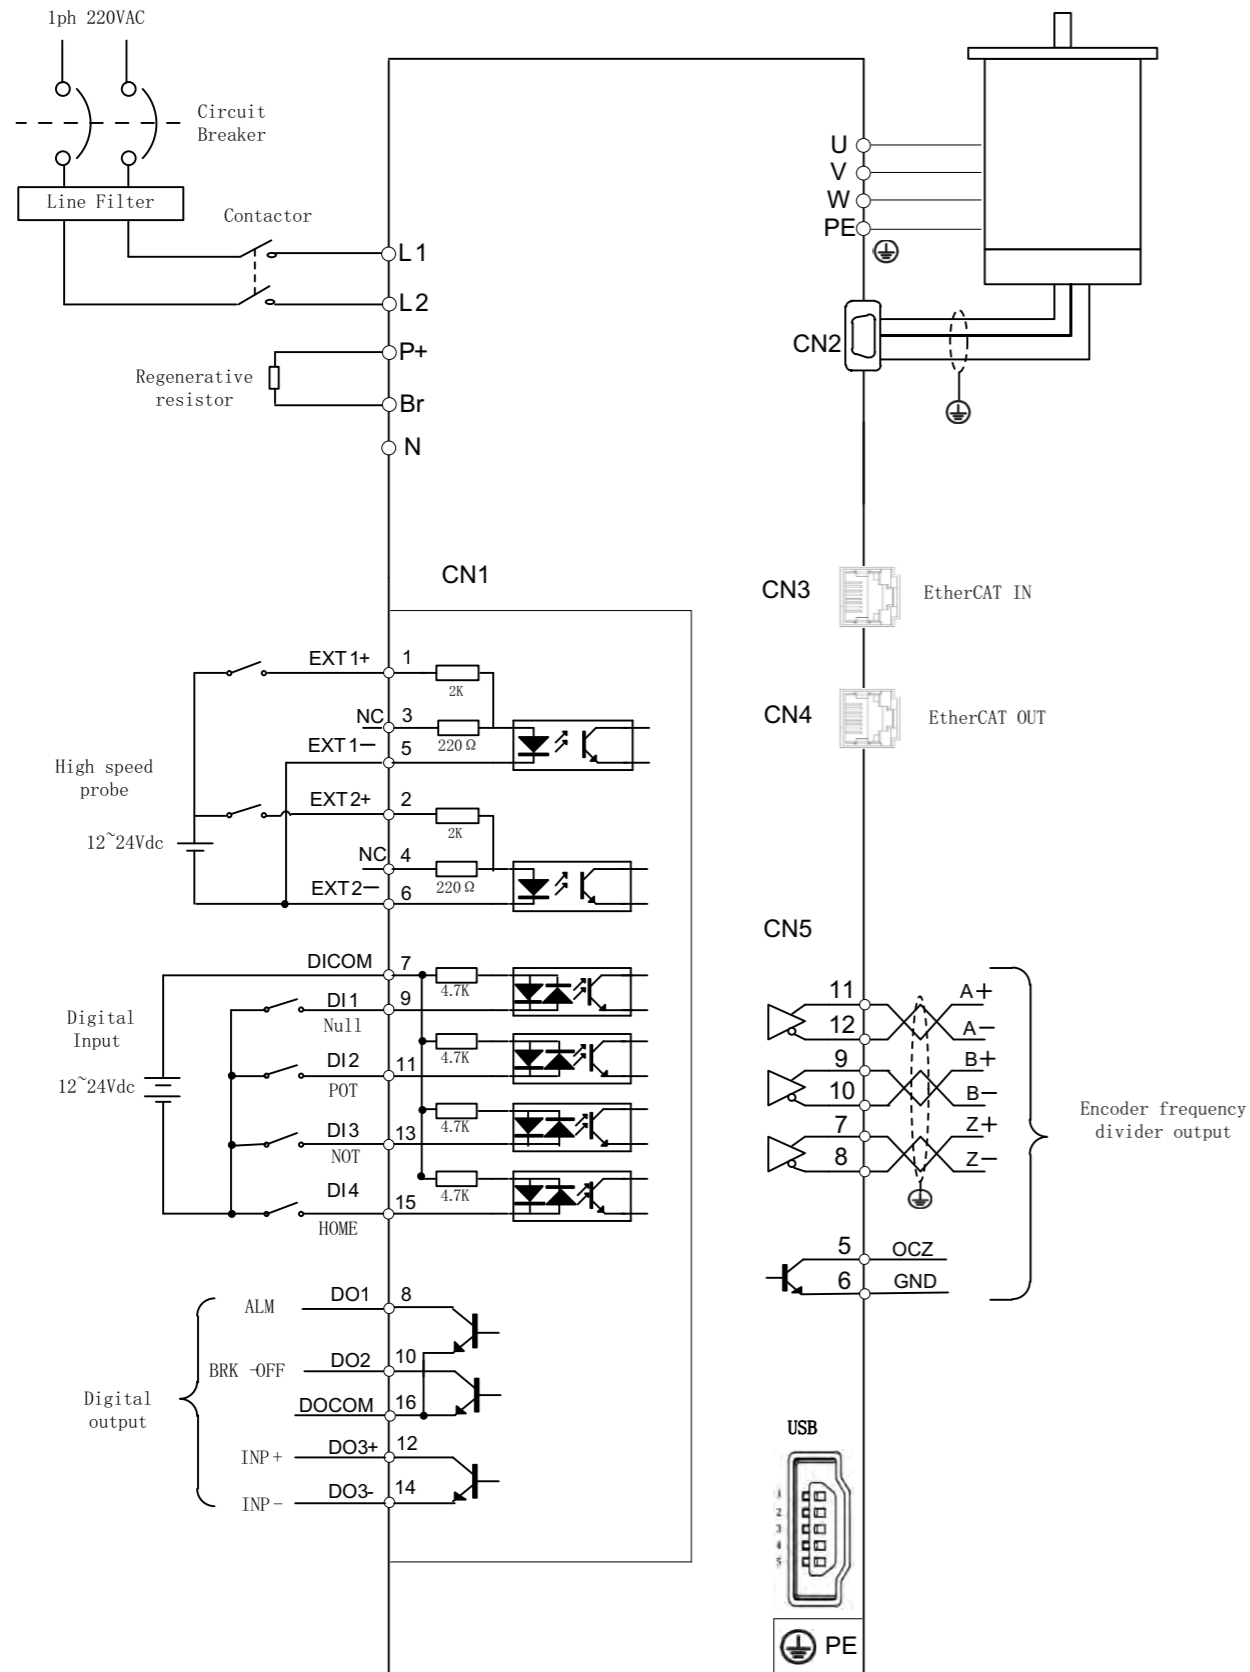 1ph 220VAC
Circuit
Breaker
Line Filter
Contactor
L1
L2
P+
Regenerative
resistor
Br
N
U
V
W
PE
CN2
CN1
CN3
EtherCAT IN
CN4
EtherCAT OUT
EXT1+ 1
2K
NC 3
220Ω
EXT1− 5
High speed
probe
EXT2+ 2
2K
12~24Vdc
NC 4
220Ω
EXT2− 6
DICOM 7
4.7K
DI1 9
Null
Digital
Input
4.7K
DI2 11
POT
12~24Vdc
4.7K
DI3 13
NOT
4.7K
DI4 15
HOME
ALM DO1 8
BRK -OFF DO2 10
DOCOM 16
Digital
output
INP+ DO3+ 12
INP- DO3- 14
CN5
11 A+
12 A−
9 B+
10 B−
7 Z+
8 Z−
Encoder frequency
divider output
5 OCZ
6 GND
USB
1
2
3
4
5
PE